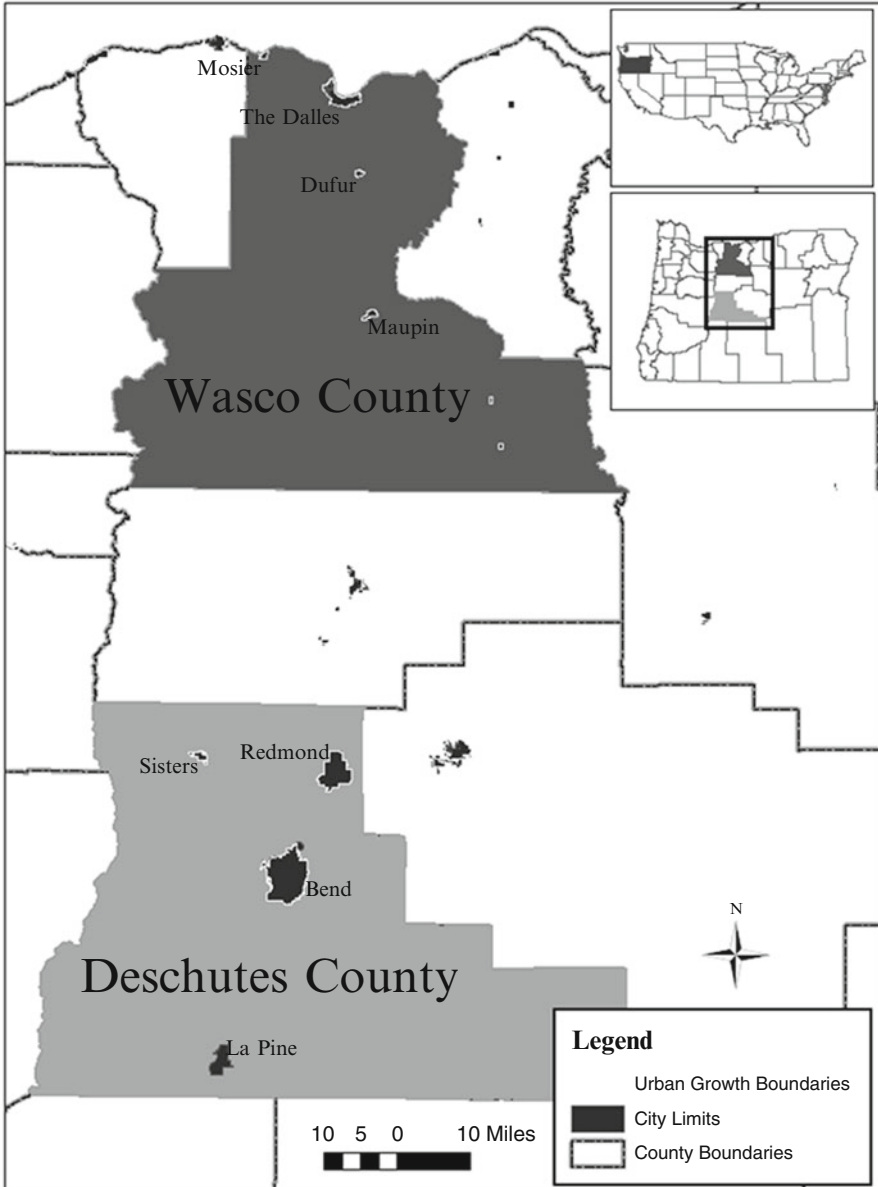 Mosier
The Dalles
Dufur
Maupin
Wasco County
Sisters
Redmond
Bend
Deschutes County
La Pine
N
10 5 0 10 Miles
Legend
Urban Growth Boundaries
City Limits
County Boundaries